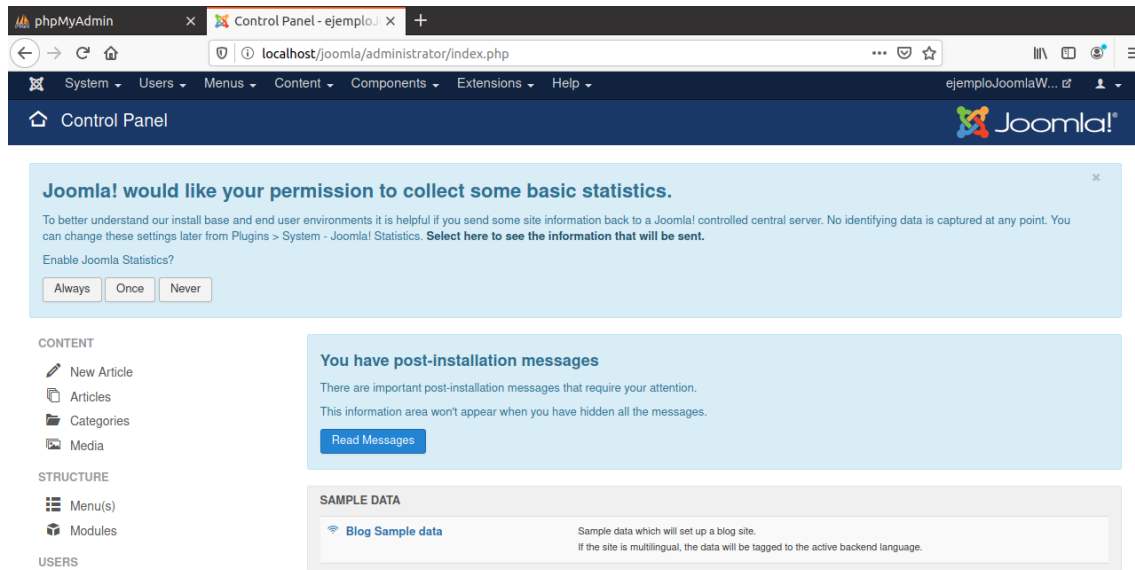 phpMyAdmin
Control Panel - ejemploJ
localhost/joomla/administrator/index.php
System Users Menus Content Components Extensions Help ejemploJoomlaW...
Control Panel Joomla!®
Joomla! would like your permission to collect some basic statistics.
To better understand our install base and end user environments it is helpful if you send some site information back to a Joomla! controlled central server. No identifying data is captured at any point. You
can change these settings later from Plugins > System - Joomla! Statistics. Select here to see the information that will be sent.
Enable Joomla Statistics?
Always Once Never
CONTENT
New Article
Articles
Categories
Media
STRUCTURE
Menu(s)
Modules
USERS
You have post-installation messages
There are important post-installation messages that require your attention.
This information area won't appear when you have hidden all the messages.
Read Messages
SAMPLE DATA
Blog Sample data
Sample data which will set up a blog site.
If the site is multilingual, the data will be tagged to the active backend language.